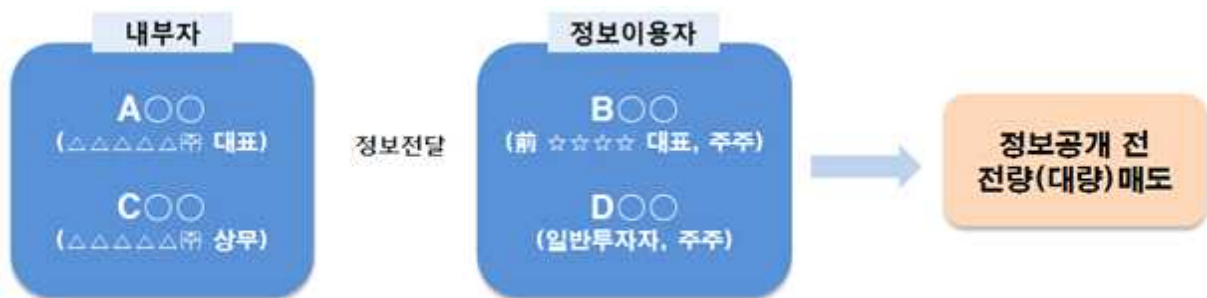 내부자
A○○
(△△△△△㈜ 대표)
C○○
(△△△△△㈜ 상무)
정보전달
정보이용자
B○○
(前 ☆☆☆☆ 대표, 주주)
D○○
(일반투자자, 주주)
정보공개 전
전량(대량)매도